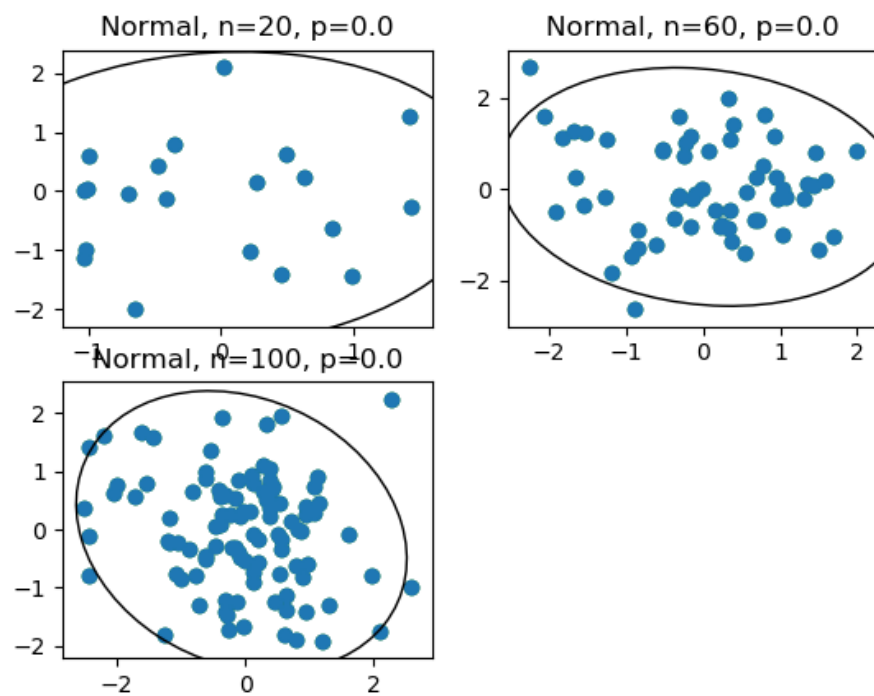 Normal, n=20, p=0.0
2
1
0
−1
−2
−1 0 1
Normal, n=60, p=0.0
2
0
−2
−2 −1 0 1 2
Normal, n=100, p=0.0
2
1
0
−1
−2
−2 0 2